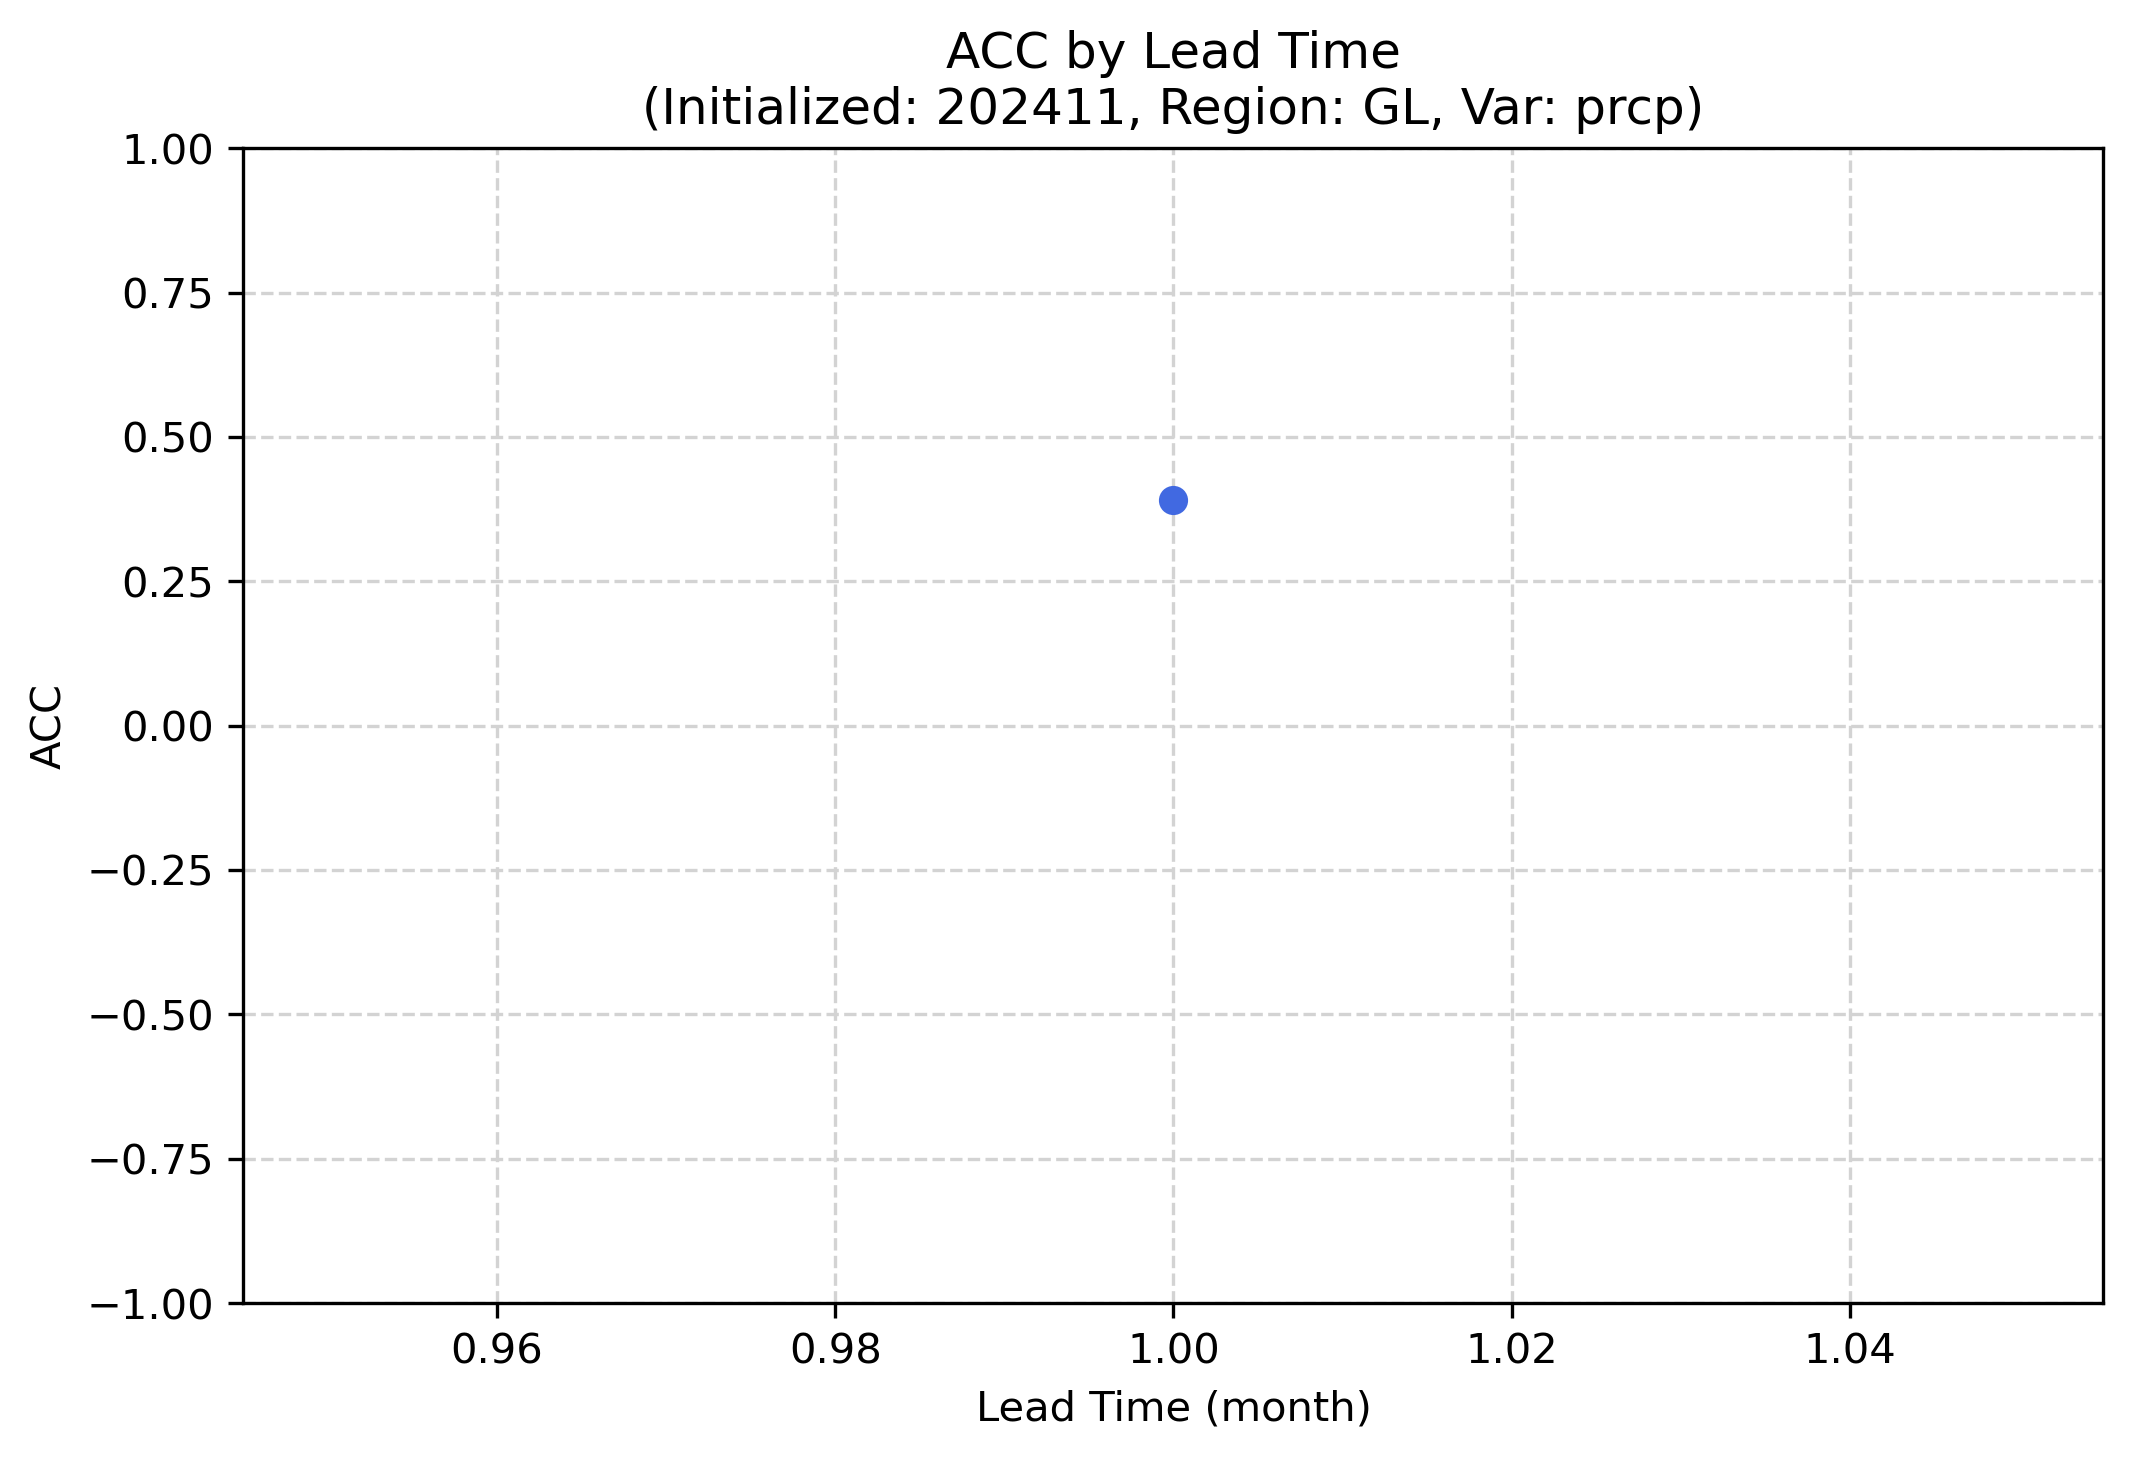 ACC by Lead Time
(Initialized: 202411, Region: GL, Var: prcp)
1.00
0.75
0.50
0.25
0.00
−0.25
−0.50
−0.75
−1.00
ACC
0.96 0.98 1.00 1.02 1.04
Lead Time (month)